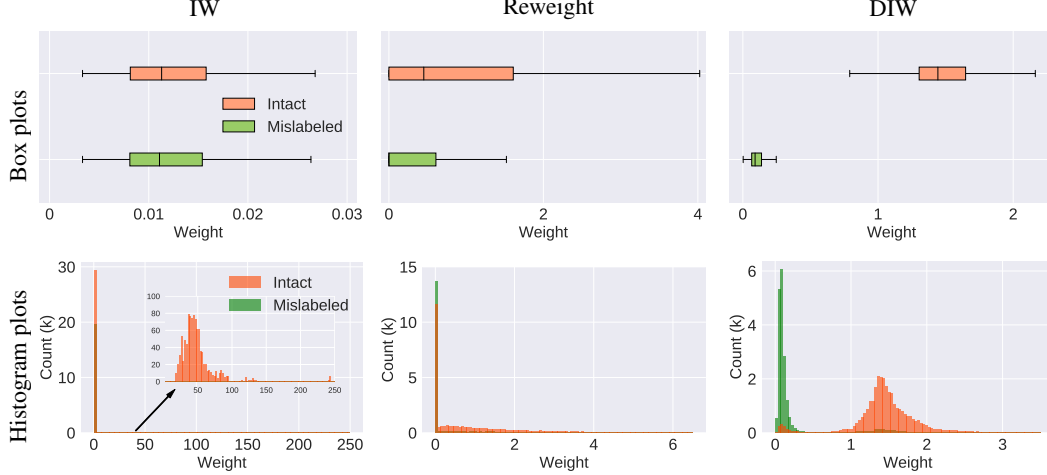 IW
Reweight
DIW
Box plots
Intact
Mislabeled
0 0.01 0.02 0.03
Weight
0 2 4
Weight
0 1 2
Weight
Histogram plots
Count (k)
30
20
10
0
Intact
Mislabeled
100
80
60
40
20
0
50 100 150 200 250
0 50 100 150 200 250
Weight
Count (k)
15
10
5
0
0 2 4 6
Weight
Count (k)
6
4
2
0
0 1 2 3
Weight